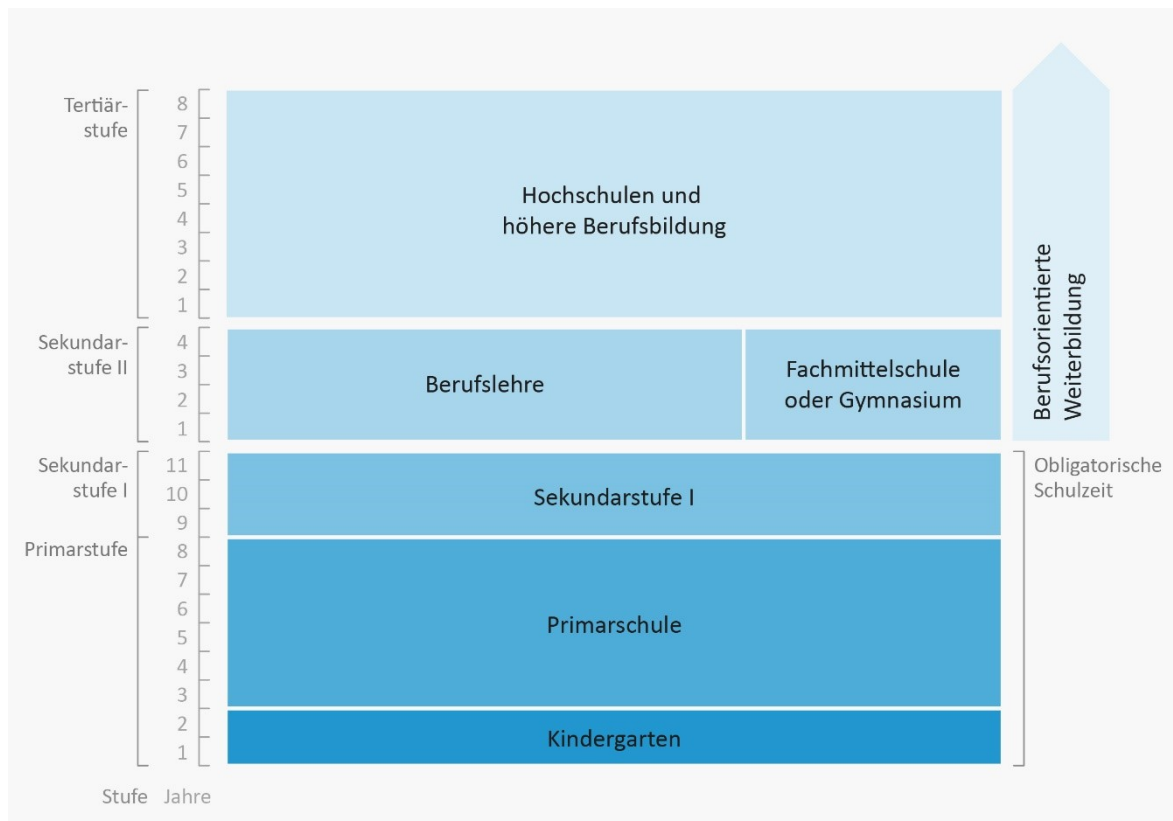 Tertiär-
stufe
8
7
6
5
4
3
2
1
Hochschulen und
höhere Berufsbildung
Berufsorientierte
Weiterbildung
Sekundar-
stufe II
4
3
2
1
Berufslehre
Fachmittelschule
oder Gymnasium
Sekundar-
stufe I
11
10
9
Sekundarstufe I
Obligatorische
Schulzeit
Primarstufe
8
7
6
5
4
3
2
1
Primarschule
Kindergarten
Stufe Jahre